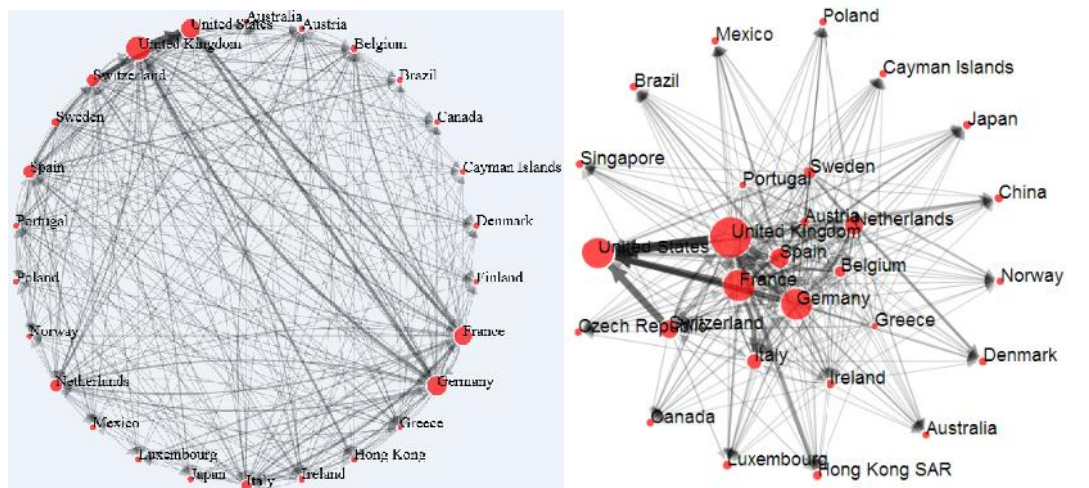 Australia
United States
Austria
United Kingdom
Belgium
Switzerland
Brazil
Sweden
Canada
Spain
Cayman Islands
Portugal
Denmark
Poland
Finland
Norway
France
Netherlands
Germany
Mexico
Greece
Luxembourg
Hong Kong
Japan
Italy
Ireland
Poland
Mexico
Cayman Islands
Brazil
Japan
Singapore
Sweden
Portugal
China
Austria
Netherlands
United Kingdom
United States
Spain
Belgium
Norway
France
Germany
Czech Republic
Switzerland
Greece
Italy
Denmark
Ireland
Canada
Australia
Luxembourg
Hong Kong SAR